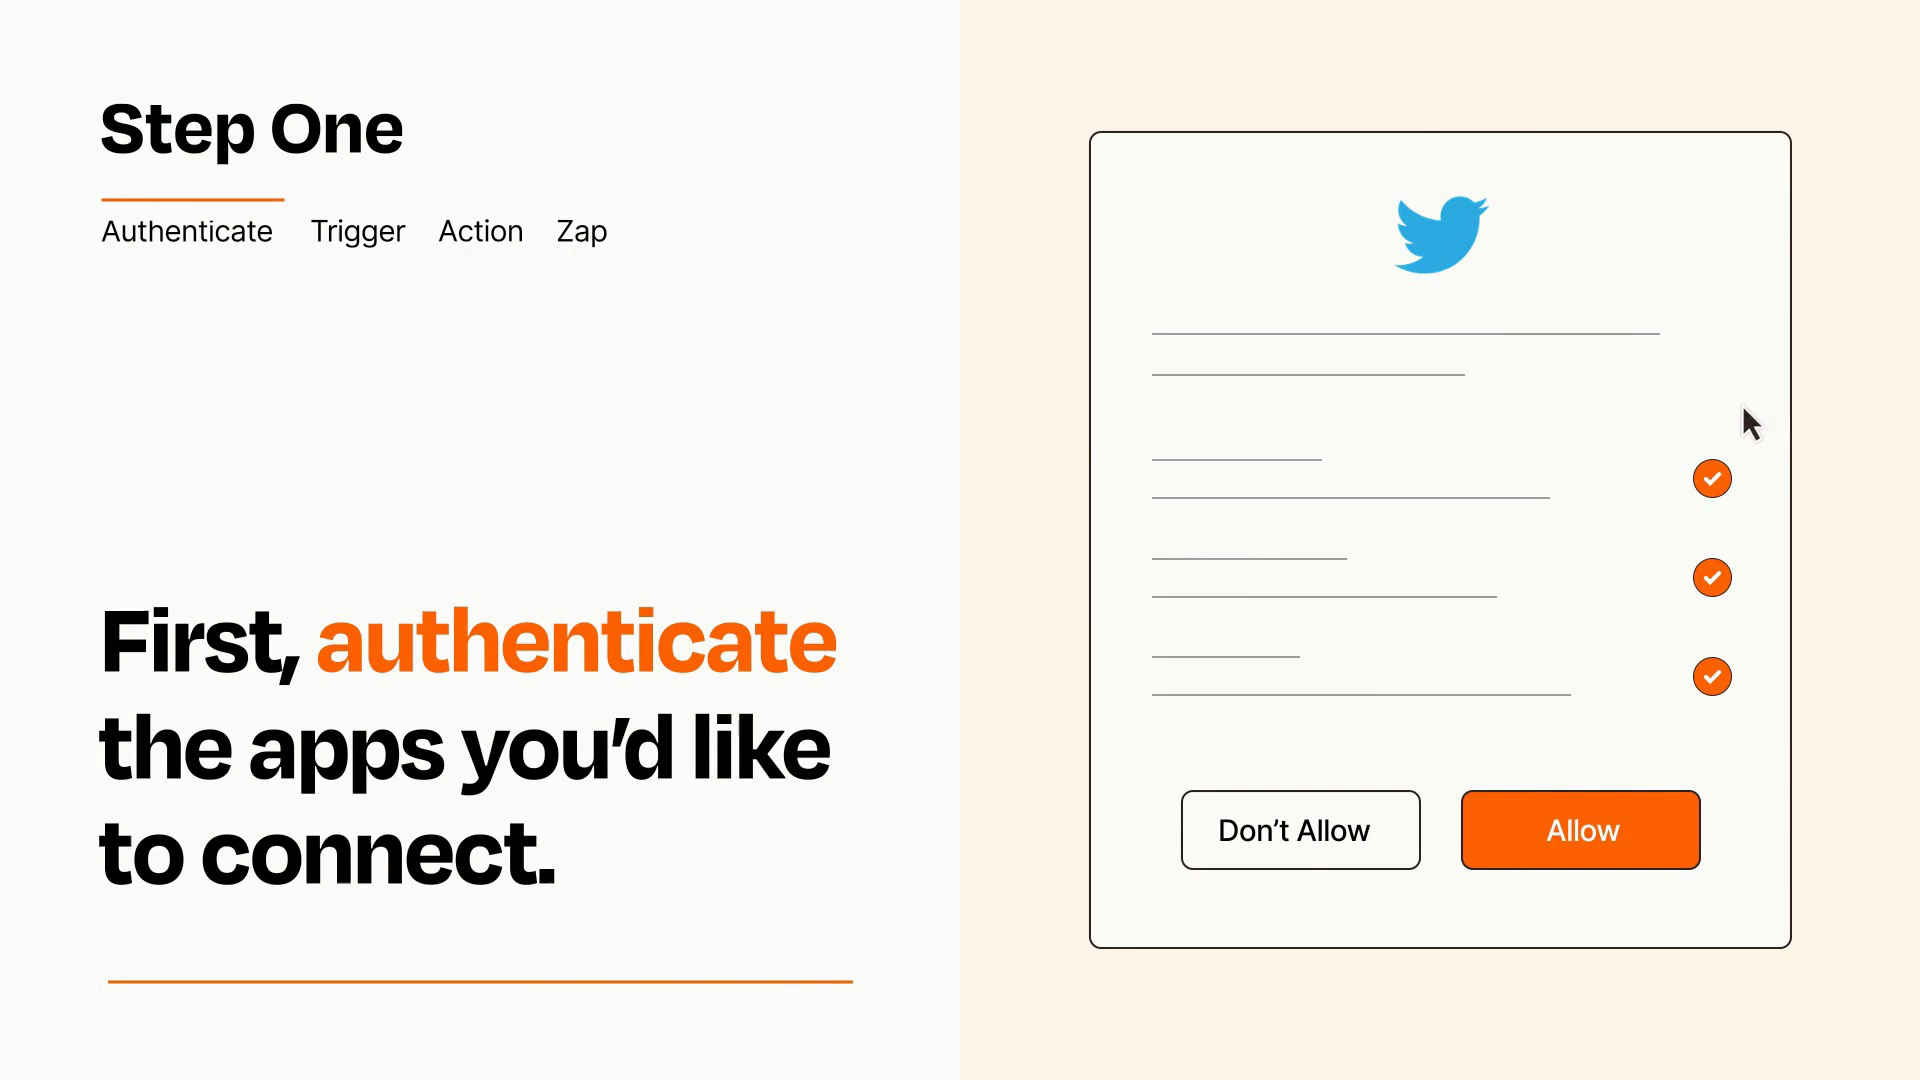 Step One
Authenticate Trigger Action Zap
First, authenticate
the apps you’d like
to connect.
Don’t Allow Allow